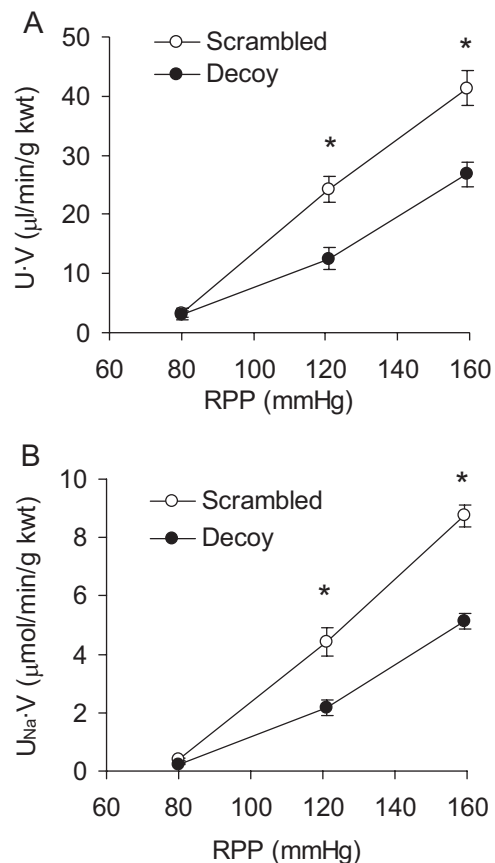 A
Scrambled
Decoy
U·V (μl/min/g kwt)
50
40
30
20
10
0
*
*
60 80 100 120 140 160
RPP (mmHg)
B
Scrambled
Decoy
UNa·V (μmol/min/g kwt)
10
8
6
4
2
0
*
*
60 80 100 120 140 160
RPP (mmHg)